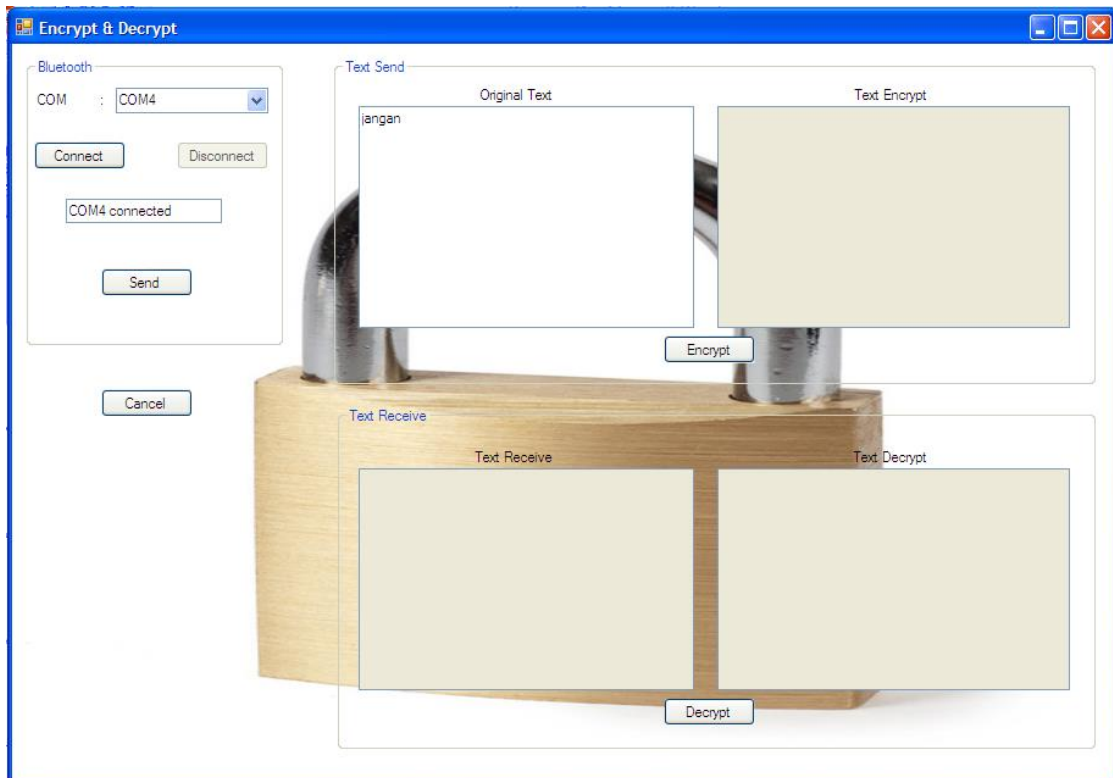 Encrypt & Decrypt
Bluetooth
COM : COM4
Connect Disconnect
COM4 connected
Send
Cancel
Text Send
Original Text Text Encrypt
jangan
Encrypt
Text Receive
Text Receive Text Decrypt
Decrypt